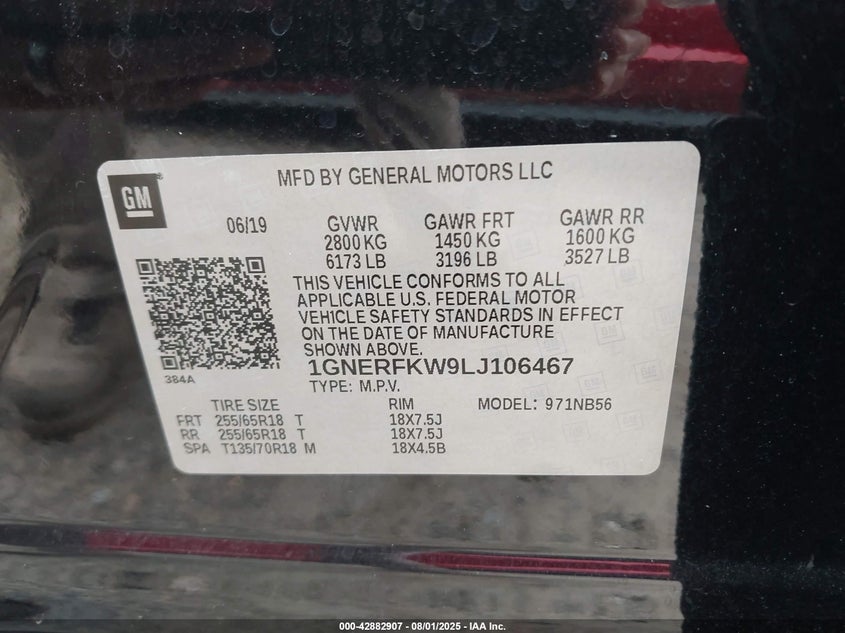 GM
MFD BY GENERAL MOTORS LLC
06/19 GVWR GAWR FRT GAWR RR
2800 KG 1450 KG 1600 KG
6173 LB 3196 LB 3527 LB
THIS VEHICLE CONFORMS TO ALL
APPLICABLE U.S. FEDERAL MOTOR
VEHICLE SAFETY STANDARDS IN EFFECT
ON THE DATE OF MANUFACTURE
SHOWN ABOVE.
1GNERFKW9LJ106467
384A
TYPE: M.P.V.
TIRE SIZE RIM MODEL: 971NB56
FRT 255/65R18 T 18X7.5J
RR 255/65R18 T 18X7.5J
SPA T135/70R18 M 18X4.5B
000-42882907 - 08/01/2025 - IAA Inc.